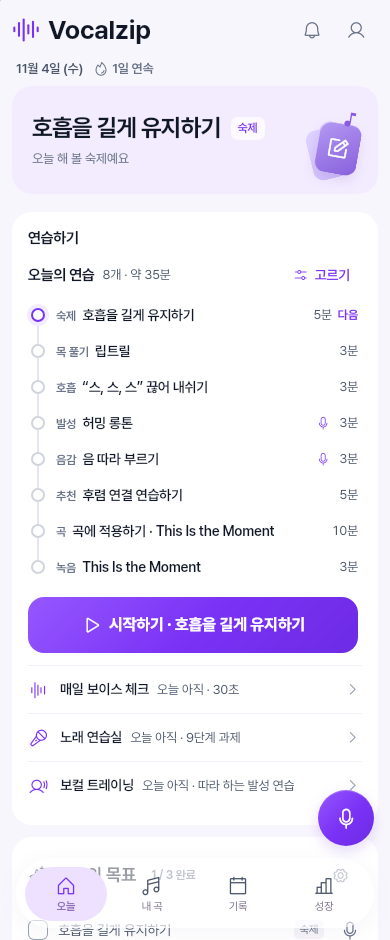 Vocalzip
11월 4일 (수) 1일 연속
호흡을 길게 유지하기 숙제
오늘 해 볼 숙제예요
연습하기
오늘의 연습 8개 · 약 35분 고르기
숙제 호흡을 길게 유지하기 5분 다음
목 풀기 립트릴 3분
호흡 “스, 스, 스” 끊어 내쉬기 3분
발성 허밍 롱톤 3분
음감 음 따라 부르기 3분
추천 후렴 연결 연습하기 5분
곡 곡에 적용하기 · This Is the Moment 10분
녹음 This Is the Moment 3분
시작하기 · 호흡을 길게 유지하기
매일 보이스 체크 오늘 아직 · 30초
노래 연습실 오늘 아직 · 9단계 과제
보컬 트레이닝 오늘 아직 · 따라 하는 발성 연습
의 목표 1 / 3 완료
오늘 내 곡 기록 성장
호흡을 길게 유지하기 숙제